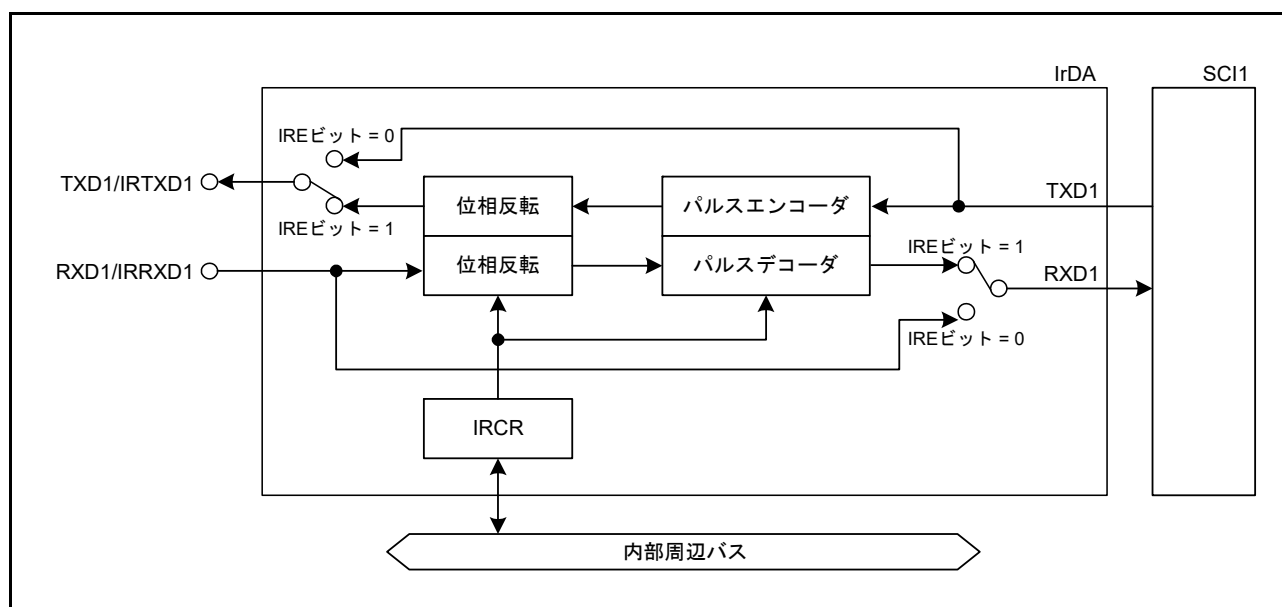 IrDA
SCI1
IREビット = 0
TXD1/IRTXD1
位相反転
パルスエンコーダ
TXD1
IREビット = 1
RXD1/IRRXD1
位相反転
パルスデコーダ
IREビット = 1
RXD1
IREビット = 0
IRCR
内部周辺バス